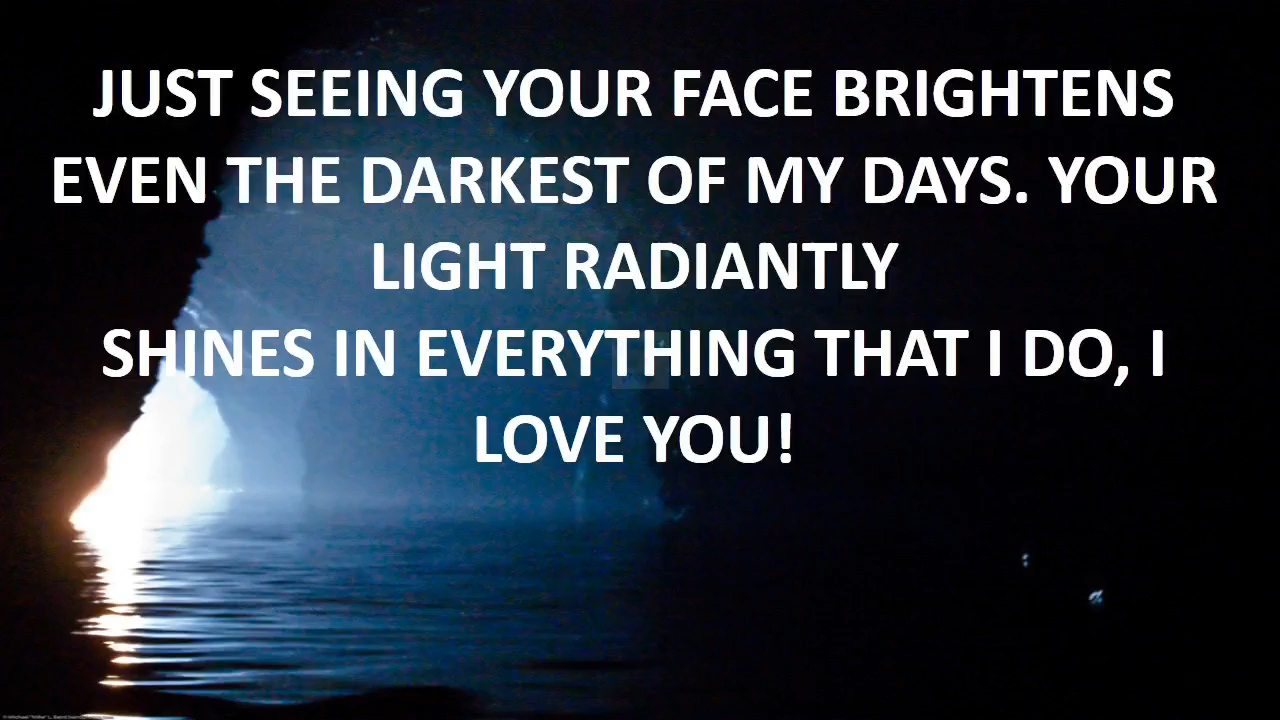 JUST SEEING YOUR FACE BRIGHTENS
EVEN THE DARKEST OF MY DAYS. YOUR
LIGHT RADIANTLY
SHINES IN EVERYTHING THAT I DO, I
LOVE YOU!